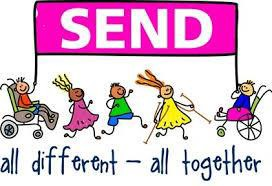 SEND
all different – all together